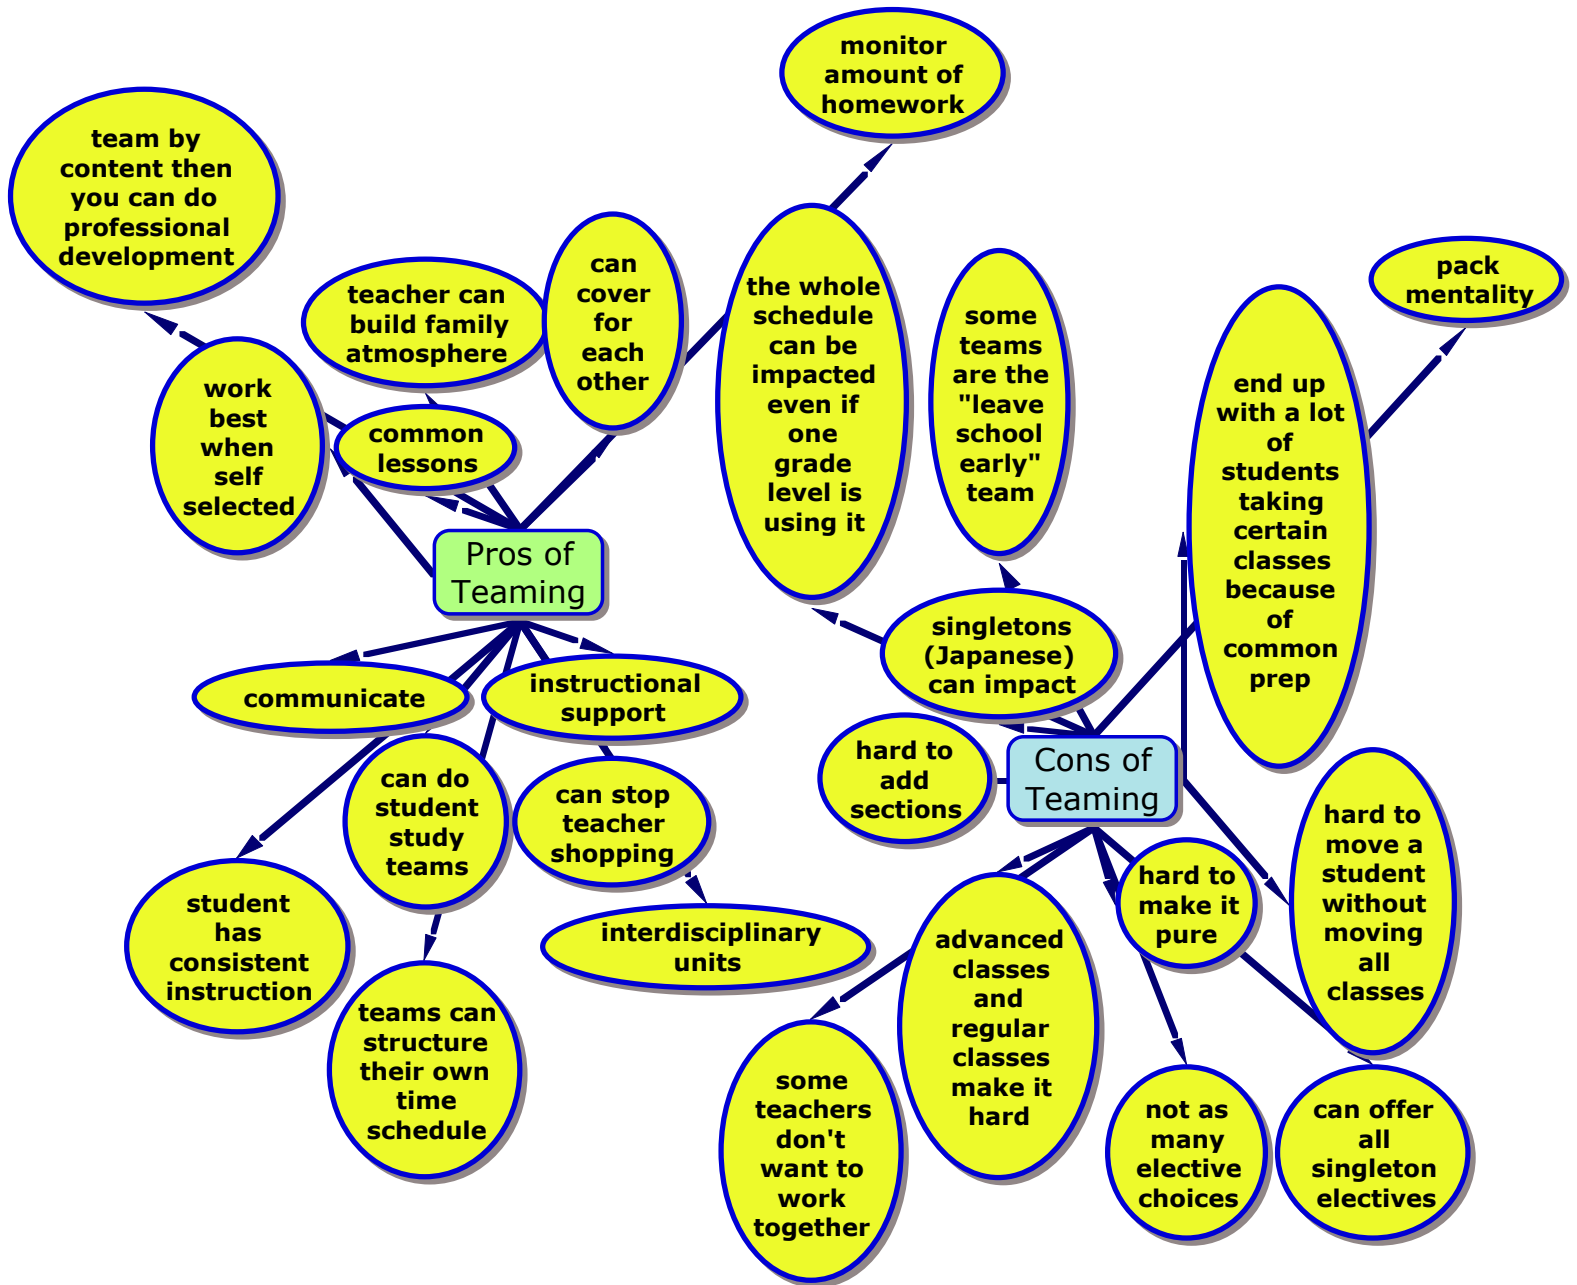 monitor
amount of
homework
team by
content then
you can do
professional
development
teacher can
build family
atmosphere
can
cover
for
each
other
the whole
schedule
can be
impacted
even if
one
grade
level is
using it
some
teams
are the
"leave
school
early"
team
pack
mentality
end up
with a lot
of
students
taking
certain
classes
because
of
common
prep
work
best
when
self
selected
common
lessons
Pros of
Teaming
singletons
(Japanese)
can impact
communicate
instructional
support
hard to
add
sections
Cons of
Teaming
can do
student
study
teams
can stop
teacher
shopping
hard to
make it
pure
hard to
move a
student
without
moving
all
classes
student
has
consistent
instruction
interdisciplinary
units
advanced
classes
and
regular
classes
make it
hard
teams can
structure
their own
time
schedule
some
teachers
don't
want to
work
together
not as
many
elective
choices
can offer
all
singleton
electives